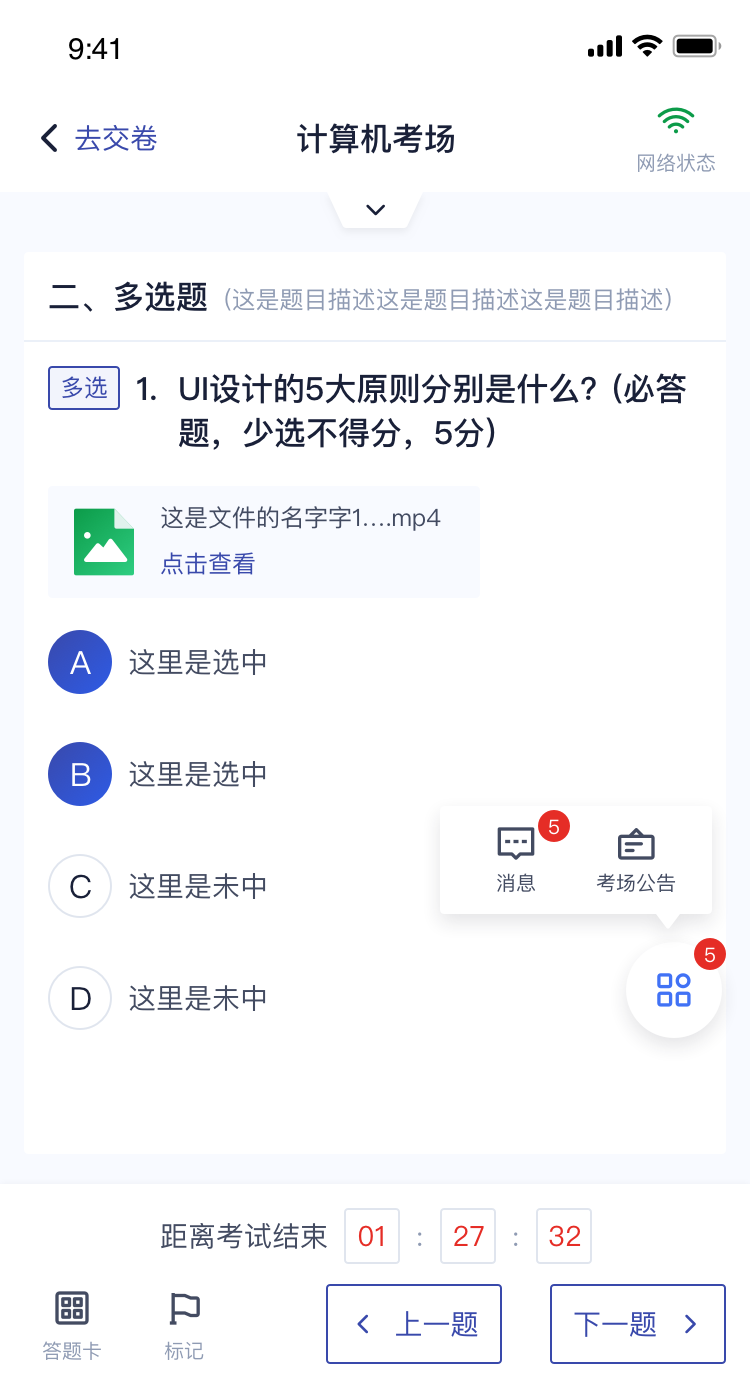 9:41
去交卷
计算机考场
网络状态
二、多选题 (这是题目描述这是题目描述这是题目描述)
多选 1. UI设计的5大原则分别是什么?(必答
题，少选不得分，5分)
这是文件的名字字1....mp4
点击查看
A 这里是选中
B 这里是选中
C 这里是未中
D 这里是未中
5
消息
考场公告
5
距离考试结束 01 : 27 : 32
答题卡
标记
上一题
下一题